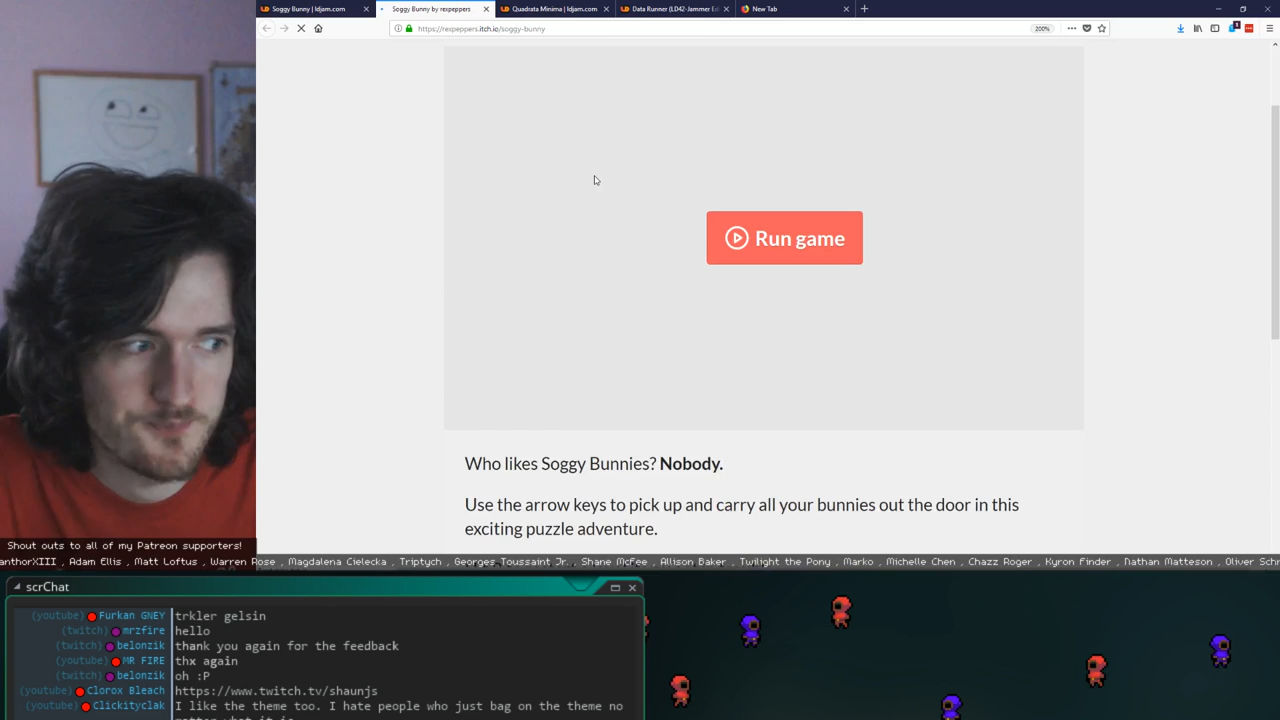 Soggy Bunny | ldjam.com
Soggy Bunny by rexpeppers
Quadrata Minima | ldjam.com
Data Runner (LD42-Jammer Ed
New Tab
https://rexpeppers.itch.io/soggy-bunny
200%
Run game
Who likes Soggy Bunnies? Nobody.
Use the arrow keys to pick up and carry all your bunnies out the door in this
exciting puzzle adventure.
Shout outs to all of my Patreon supporters!
anthorXIII , Adam Ellis , Matt Loftus , Warren Rose , Magdalena Cielecka , Triptych , Georges Toussaint Jr. , Shane McFee , Allison Baker , Twilight the Pony , Marko , Michelle Chen , Chazz Roger , Kyron Finder , Nathan Matteson , Oliver Schr
scrChat
(youtube) Furkan GNEY trkler gelsin
(twitch) mrzfire hello
(twitch) belonzik thank you again for the feedback
(youtube) MR FIRE thx again
(twitch) belonzik oh :P
(youtube) Clorox Bleach https://www.twitch.tv/shaunjs
(youtube) Clickityclak I like the theme too. I hate people who just bag on the theme no
matter what it is